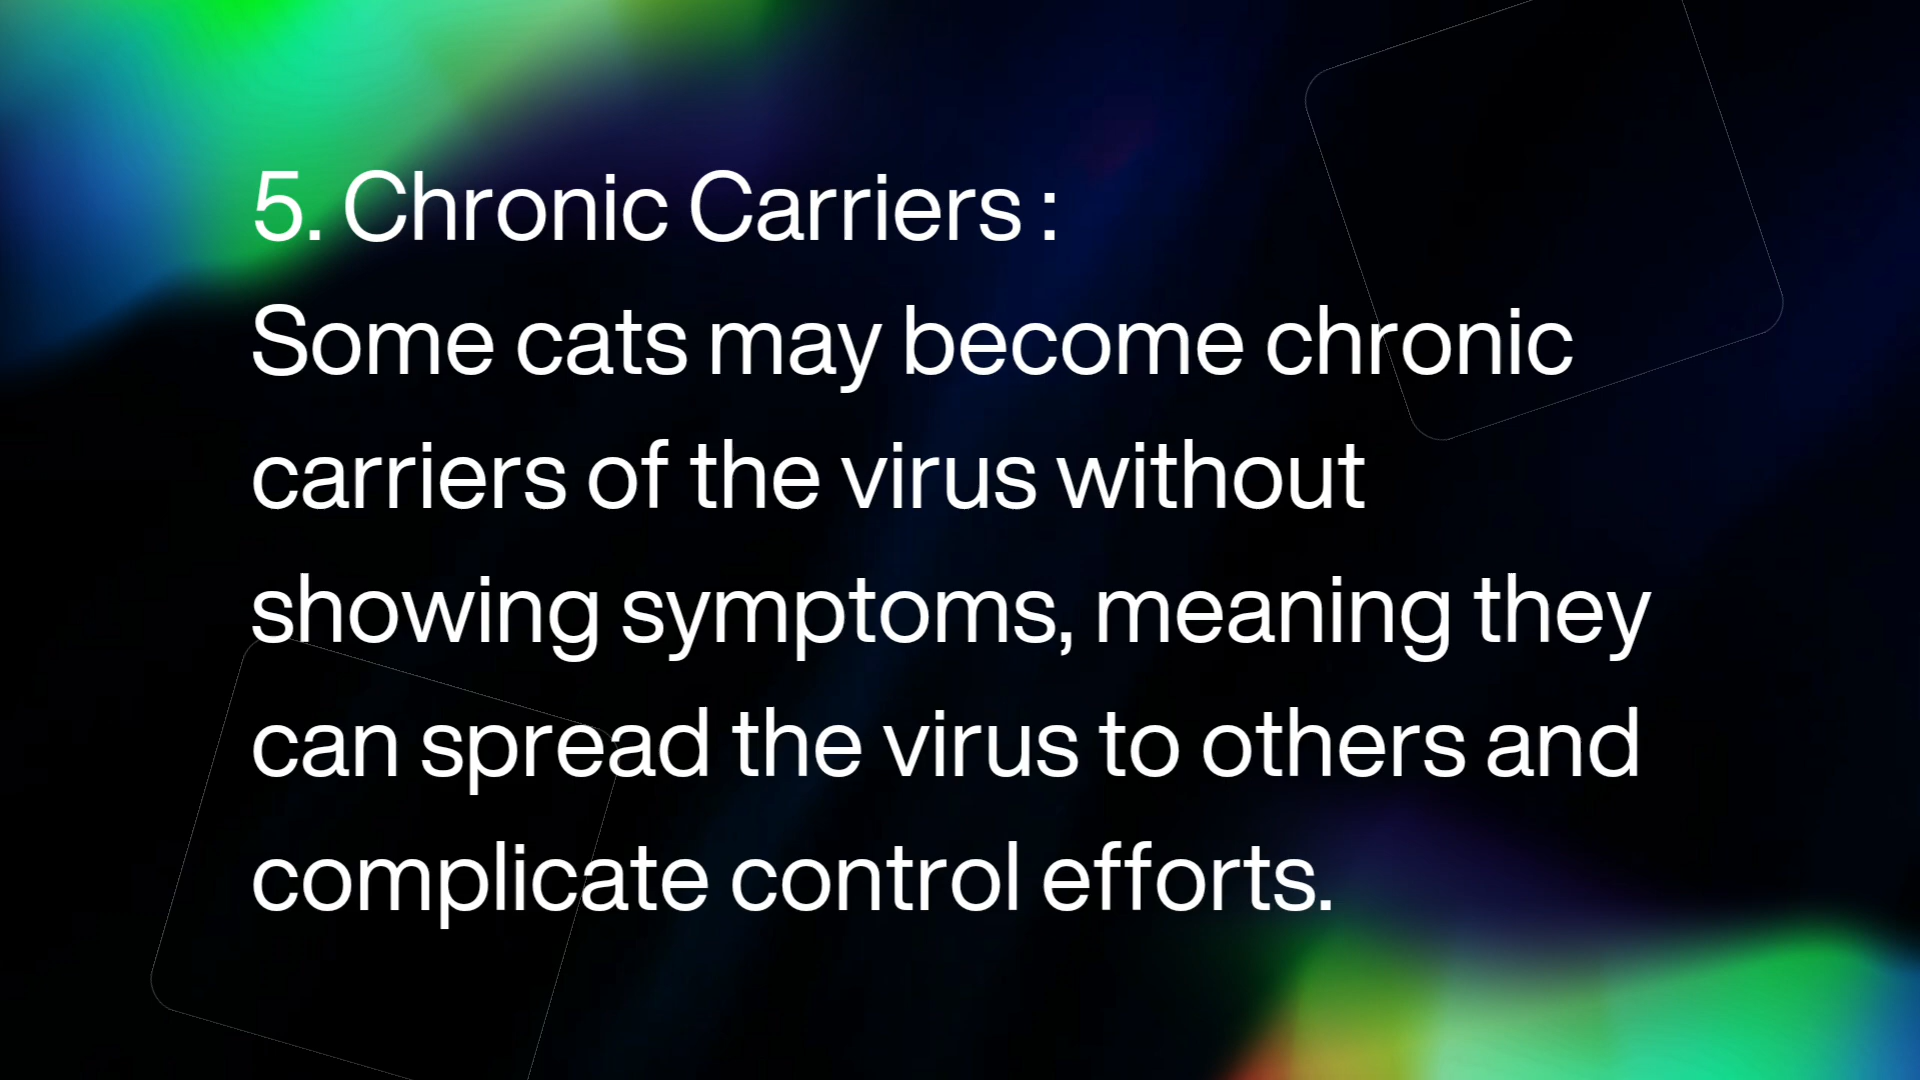 5. Chronic Carriers :
Some cats may become chronic
carriers of the virus without
showing symptoms, meaning they
can spread the virus to others and
complicate control efforts.